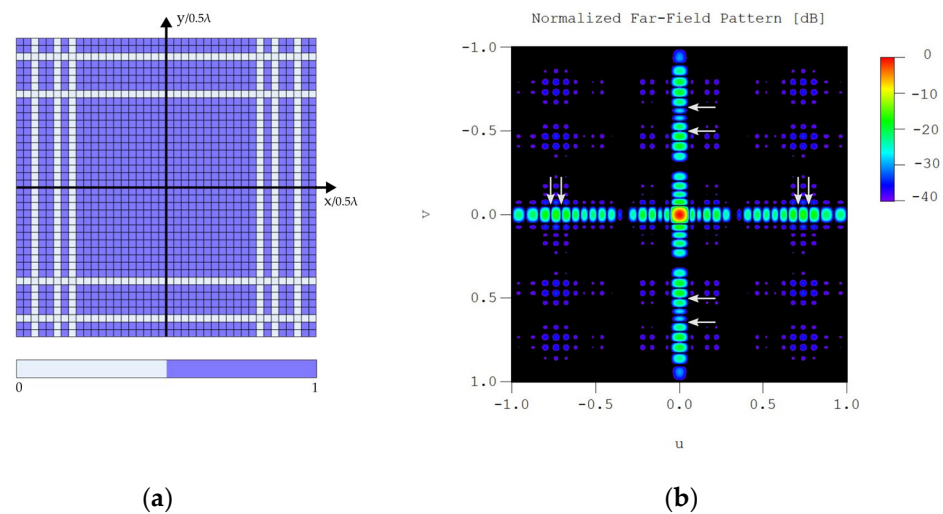 y/0.5λ
x/0.5λ
0 1
(a)
Normalized Far-Field Pattern [dB]
-1.0
-0.5
0.0
0.5
1.0
v
-1.0 -0.5 0.0 0.5 1.0
u
0
-10
-20
-30
-40
(b)